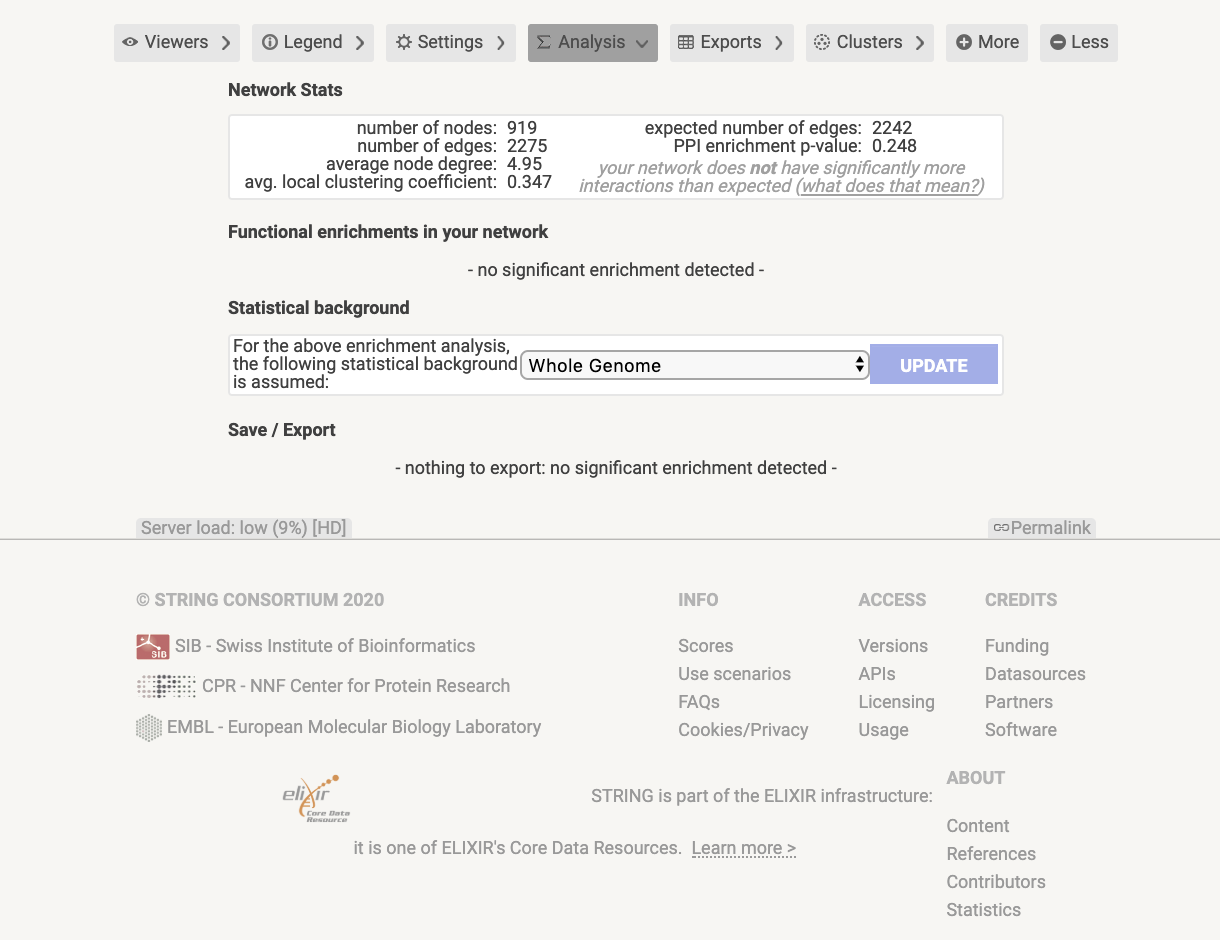 Viewers
Legend
Settings
Analysis
Exports
Clusters
More
Less
Network Stats
number of nodes: 919
number of edges: 2275
average node degree: 4.95
avg. local clustering coefficient: 0.347
expected number of edges: 2242
PPI enrichment p-value: 0.248
your network does not have significantly more
interactions than expected (what does that mean?)
Functional enrichments in your network
- no significant enrichment detected -
Statistical background
For the above enrichment analysis,
the following statistical background
is assumed:
Whole Genome
UPDATE
Save / Export
- nothing to export: no significant enrichment detected -
Server load: low (9%) [HD]
Permalink
© STRING CONSORTIUM 2020
SIB
SIB - Swiss Institute of Bioinformatics
CPR - NNF Center for Protein Research
EMBL - European Molecular Biology Laboratory
INFO
Scores
Use scenarios
FAQs
Cookies/Privacy
ACCESS
Versions
APIs
Licensing
Usage
CREDITS
Funding
Datasources
Partners
Software
elixir
Core Data
Resource
STRING is part of the ELIXIR infrastructure:
it is one of ELIXIR's Core Data Resources. Learn more >
ABOUT
Content
References
Contributors
Statistics